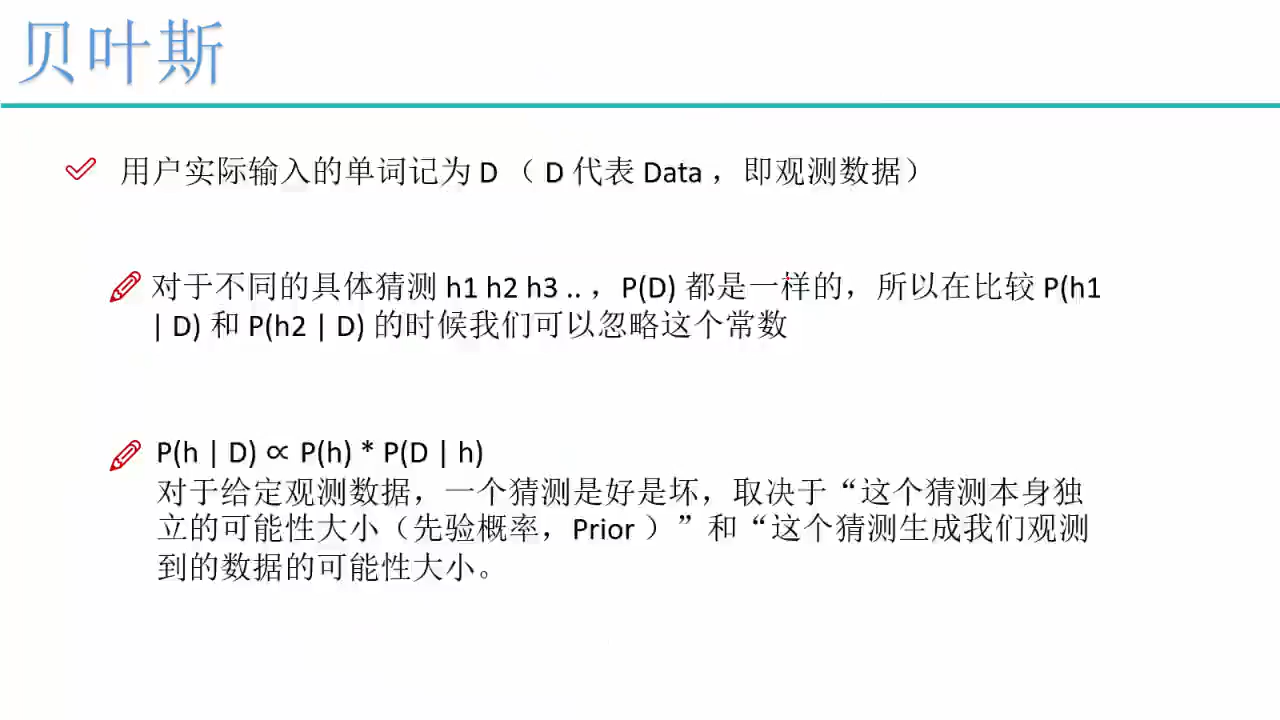 贝叶斯
用户实际输入的单词记为 D （ D 代表 Data ，即观测数据）
对于不同的具体猜测 h1 h2 h3 .. ，P(D) 都是一样的，所以在比较 P(h1
| D) 和 P(h2 | D) 的时候我们可以忽略这个常数
P(h | D) ∝ P(h) * P(D | h)
对于给定观测数据，一个猜测是好是坏，取决于“这个猜测本身独
立的可能性大小（先验概率，Prior ）”和“这个猜测生成我们观测
到的数据的可能性大小。